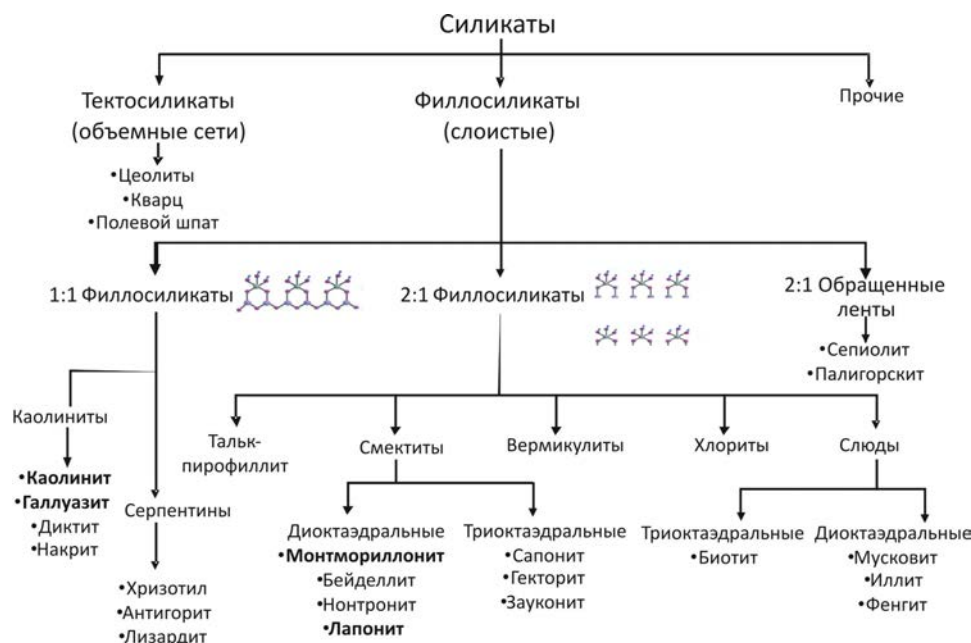 Силикаты
Тектосиликаты
(объемные сети)
•Цеолиты
•Кварц
•Полевой шпат
Филлосиликаты
(слоистые)
Прочие
1:1 Филлосиликаты
2:1 Филлосиликаты
2:1 Обращенные
ленты
•Сепиолит
•Палигорскит
Каолиниты
•Каолинит
•Галлуазит
•Диктит
•Накрит
Серпентины
•Хризотил
•Антигорит
•Лизардит
Тальк-
пирофиллит
Смектиты
Вермикулиты
Хлориты
Слюды
Диоктаэдральные
•Монтмориллонит
•Бейделлит
•Нонтронит
•Лапонит
Триоктаэдральные
•Сапонит
•Гекторит
•Зауконит
Триоктаэдральные
•Биотит
Диоктаэдральные
•Мусковит
•Иллит
•Фенгит